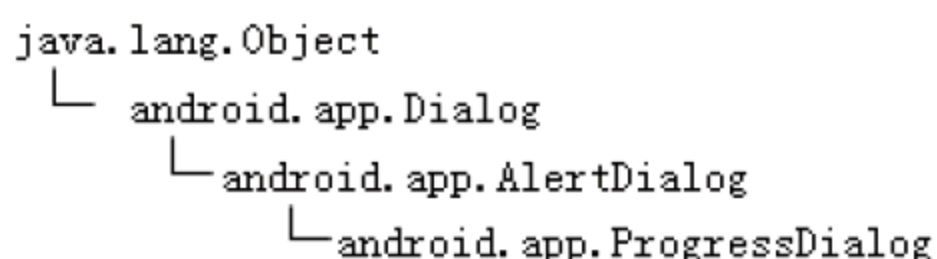 java.lang.Object
android.app.Dialog
android.app.AlertDialog
android.app.ProgressDialog